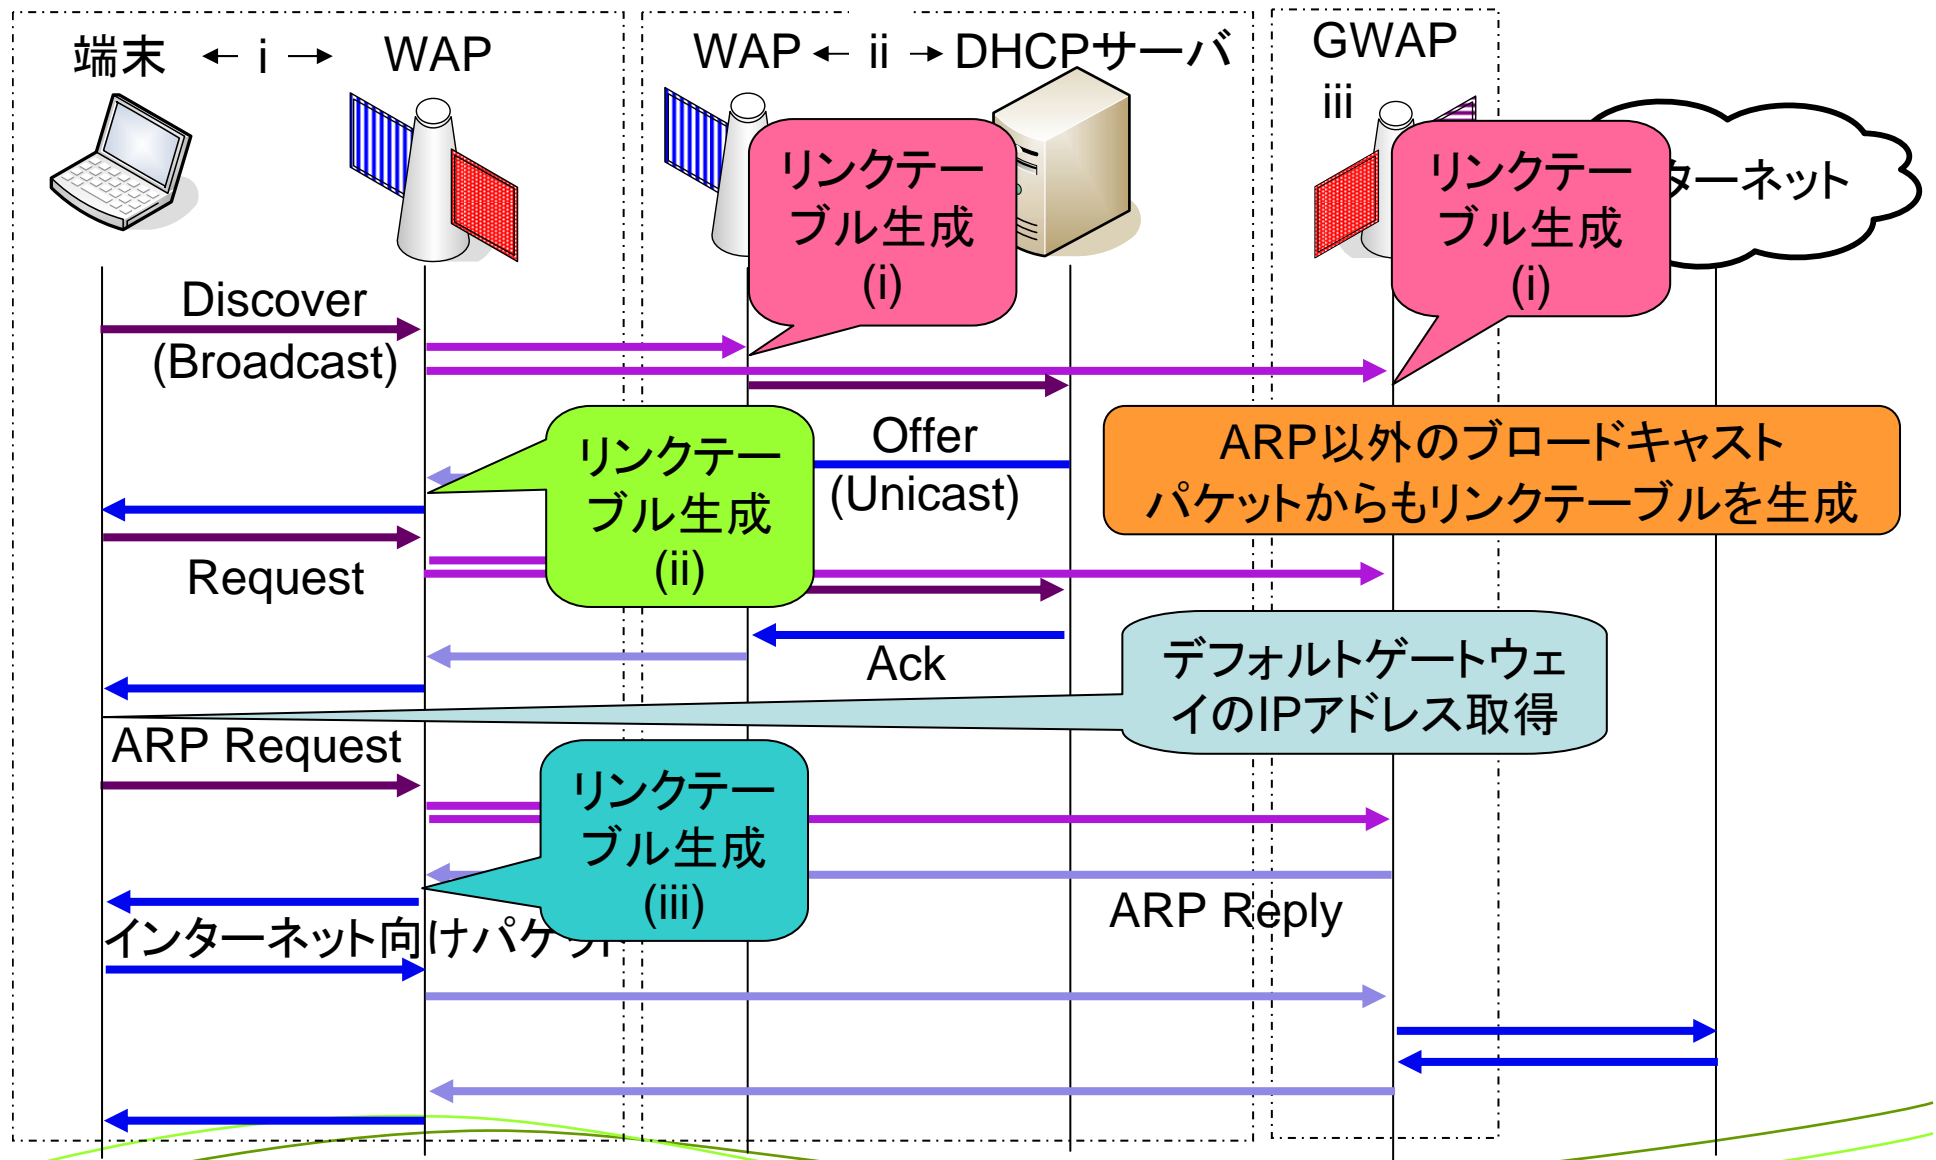 端末 ← i → WAP
WAP ← ii → DHCPサーバ
GWAP
iii
ターネット
リンクテー
ブル生成
(i)
リンクテー
ブル生成
(i)
Discover
(Broadcast)
リンクテー
ブル生成
(ii)
Offer
(Unicast)
ARP以外のブロードキャスト
パケットからもリンクテーブルを生成
Request
Ack
デフォルトゲートウェ
イのIPアドレス取得
ARP Request
リンクテー
ブル生成
(iii)
ARP Reply
インターネット向けパケット